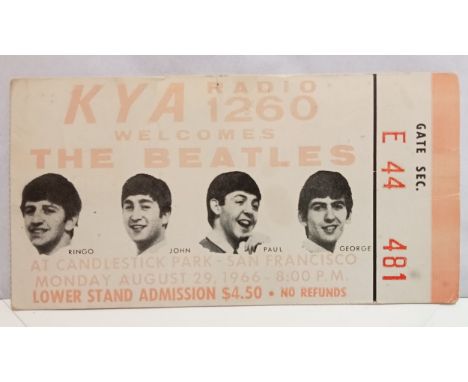 KYA RADIO 1260
WELCOMES
THE BEATLES
RINGO JOHN PAUL GEORGE
AT CANDLESTICK PARK - SAN FRANCISCO
MONDAY AUGUST 29, 1966 - 8:00 P.M.
LOWER STAND ADMISSION $4.50 • NO REFUNDS
GATE SEC.
E 44 481